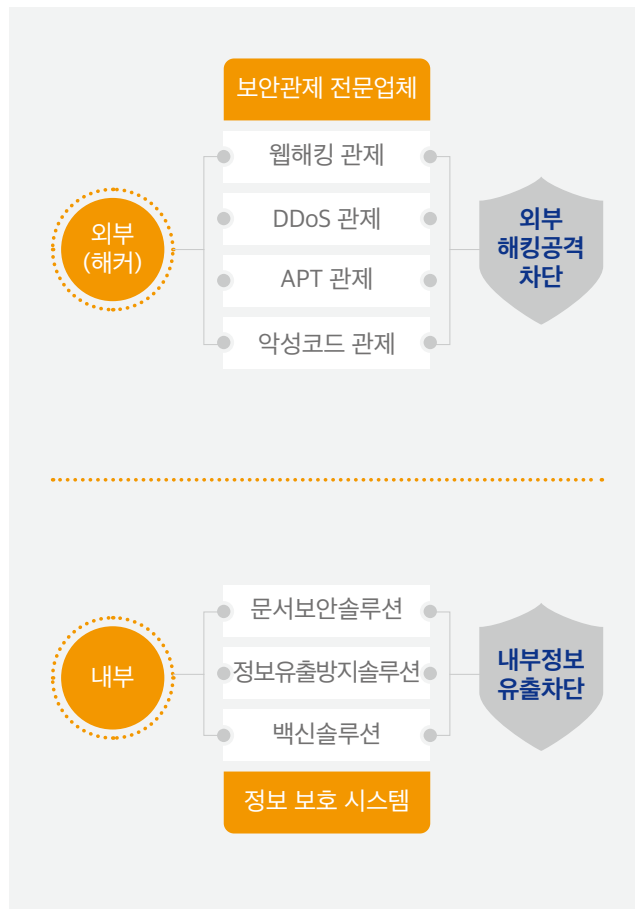 보안관제 전문업체
웹해킹 관제
DDoS 관제
APT 관제
악성코드 관제
외부
(해커)
외부
해킹공격
차단
문서보안솔루션
정보유출방지솔루션
백신솔루션
내부
내부정보
유출차단
정보 보호 시스템